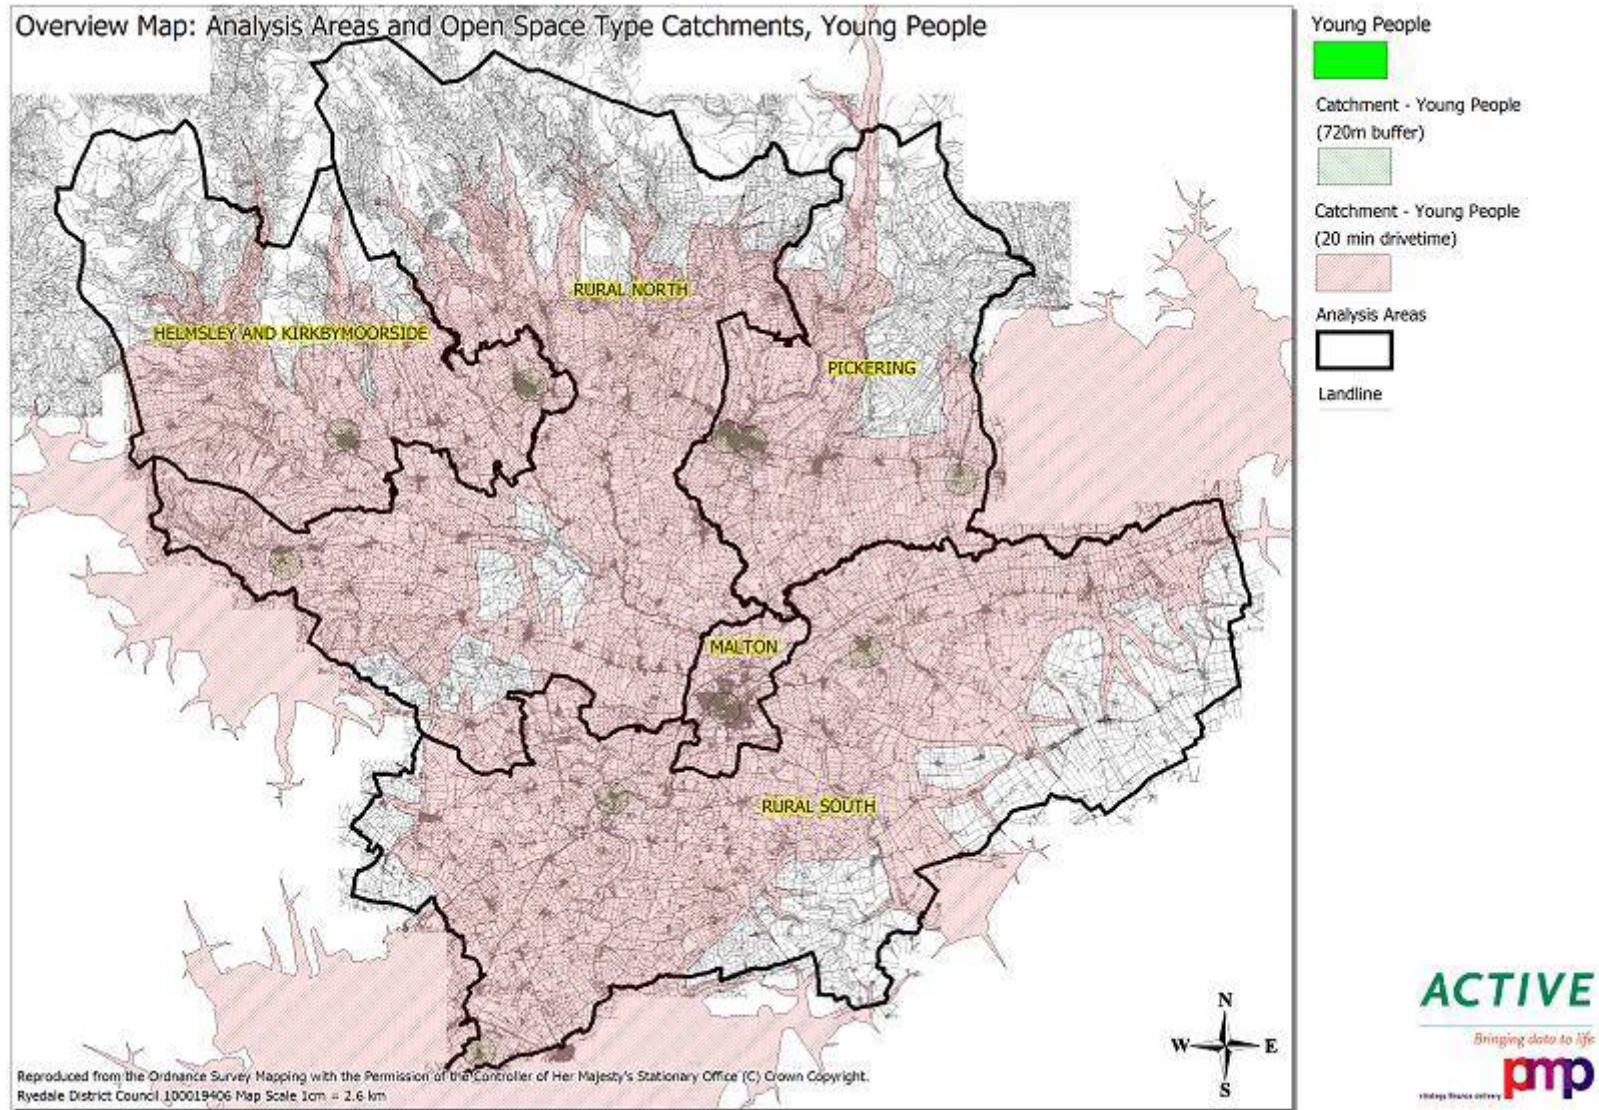 Overview Map: Analysis Areas and Open Space Type Catchments, Young People
Young People
Catchment - Young People
(720m buffer)
Catchment - Young People
(20 min drivetime)
Analysis Areas
Landline
RURAL NORTH
HELMSLEY AND KIRKBYMOORSIDE
PICKERING
MALTON
RURAL SOUTH
N
W E
S
Reproduced from the Ordnance Survey Mapping with the Permission of the Controller of Her Majesty's Stationary Office (C) Crown Copyright.
Ryedale District Council 100019406 Map Scale 1cm = 2.6 km
ACTIVE
Bringing data to life
pmp
strategy finance delivery